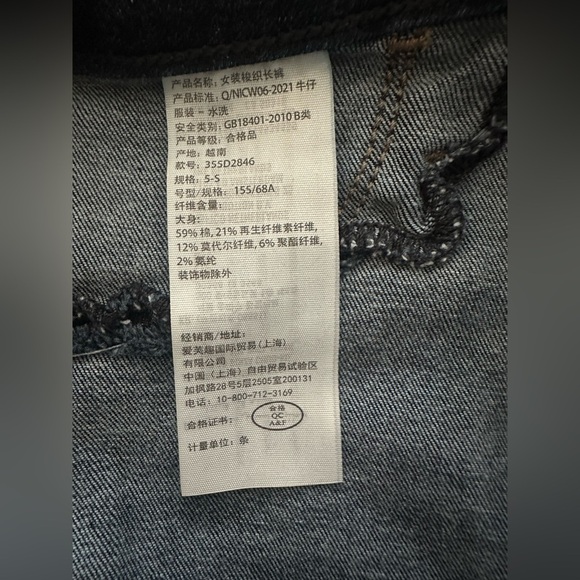 产品名称: 女装梭织长裤
产品标准: Q/NICW06-2021 牛仔
服装 – 水洗
安全类别: GB18401-2010 B类
产品等级: 合格品
产地: 越南
款号: 355D2846
规格: 5-S
号型/规格: 155/68A
纤维含量:
大身:
59% 棉, 21% 再生纤维素纤维,
12% 莫代尔纤维, 6% 聚酯纤维,
2% 氨纶
装饰物除外
经销商/地址:
爱芙趣国际贸易(上海)
有限公司
中国 (上海) 自由贸易试验区
加枫路28号5层2505室200131
电话: 10-800-712-3169
合格证书: 合格
QC
A&F
计量单位: 条